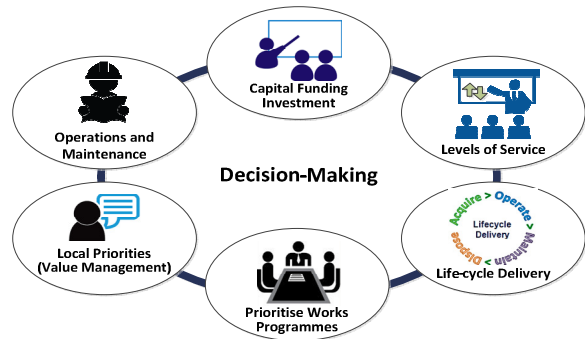 Capital Funding
Investment
Operations and
Maintenance
Levels of Service
Decision-Making
Local Priorities
(Value Management)
Acquire > Operate >
Maintain >
Dispose
Lifecycle
Delivery
Life-cycle Delivery
Prioritise Works
Programmes